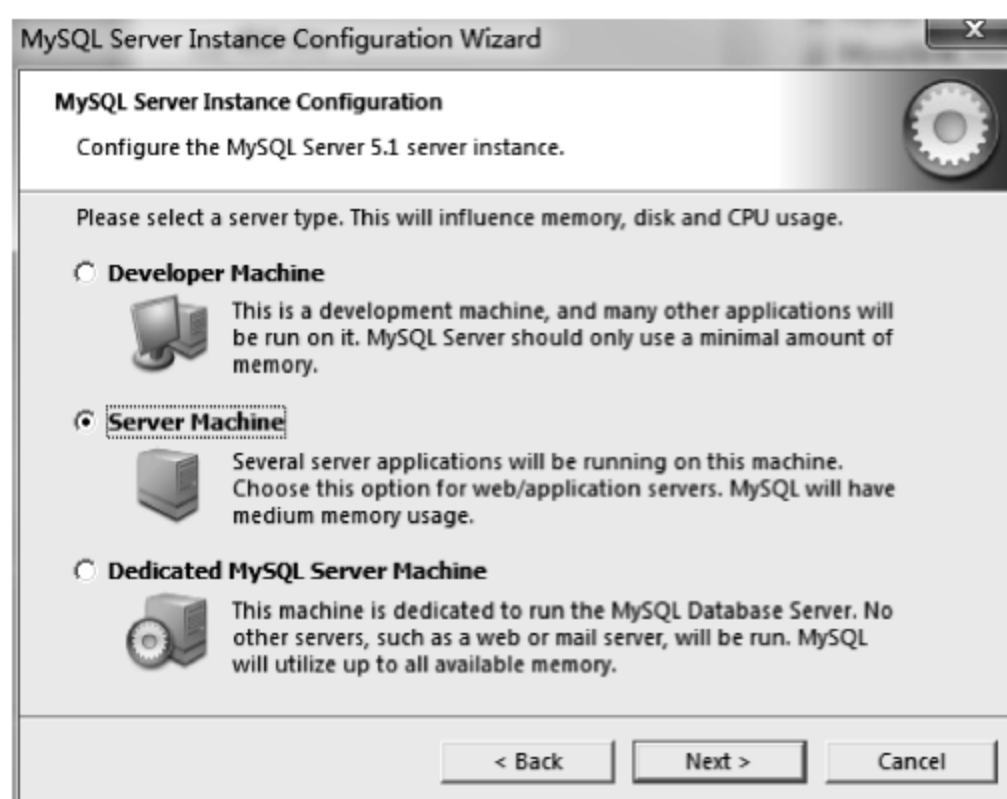 MySQL Server Instance Configuration Wizard
MySQL Server Instance Configuration
Configure the MySQL Server 5.1 server instance.
Please select a server type. This will influence memory, disk and CPU usage.
Developer Machine
This is a development machine, and many other applications will
be run on it. MySQL Server should only use a minimal amount of
memory.
Server Machine
Several server applications will be running on this machine.
Choose this option for web/application servers. MySQL will have
medium memory usage.
Dedicated MySQL Server Machine
This machine is dedicated to run the MySQL Database Server. No
other servers, such as a web or mail server, will be run. MySQL
will utilize up to all available memory.
< Back
Next >
Cancel